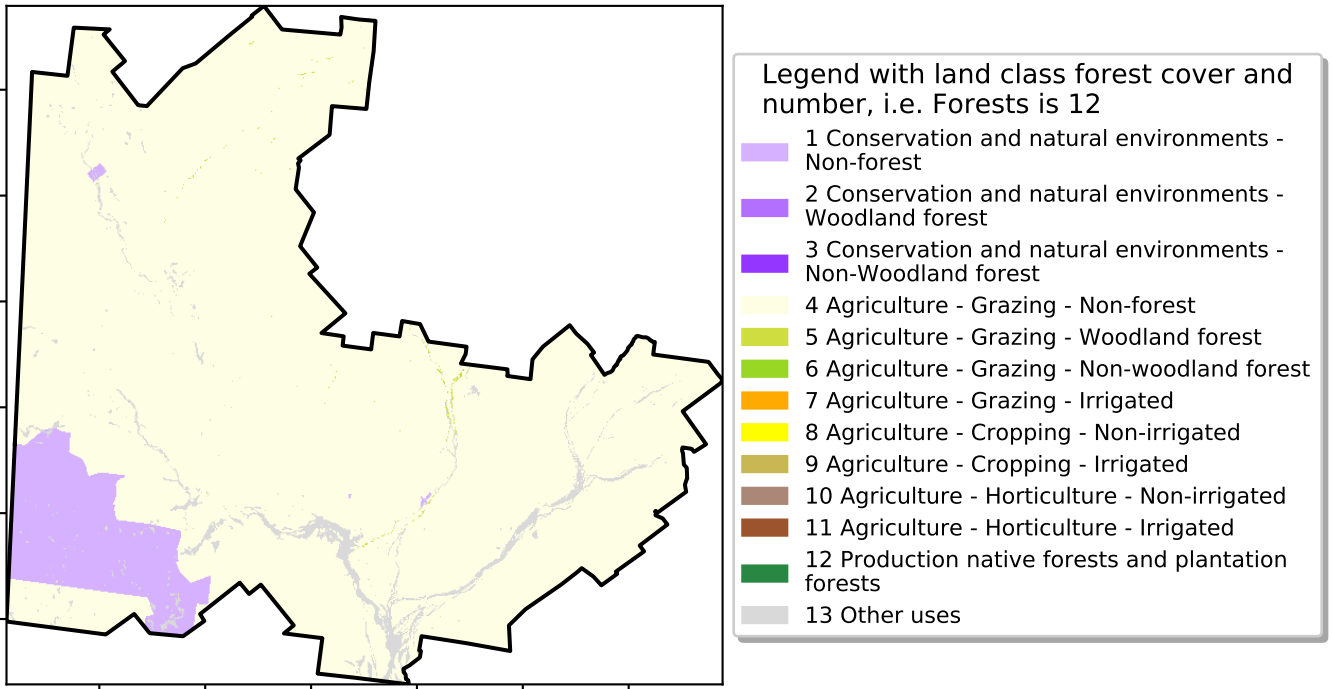 Legend with land class forest cover and
number, i.e. Forests is 12
1 Conservation and natural environments -
Non-forest
2 Conservation and natural environments -
Woodland forest
3 Conservation and natural environments -
Non-Woodland forest
4 Agriculture - Grazing - Non-forest
5 Agriculture - Grazing - Woodland forest
6 Agriculture - Grazing - Non-woodland forest
7 Agriculture - Grazing - Irrigated
8 Agriculture - Cropping - Non-irrigated
9 Agriculture - Cropping - Irrigated
10 Agriculture - Horticulture - Non-irrigated
11 Agriculture - Horticulture - Irrigated
12 Production native forests and plantation
forests
13 Other uses